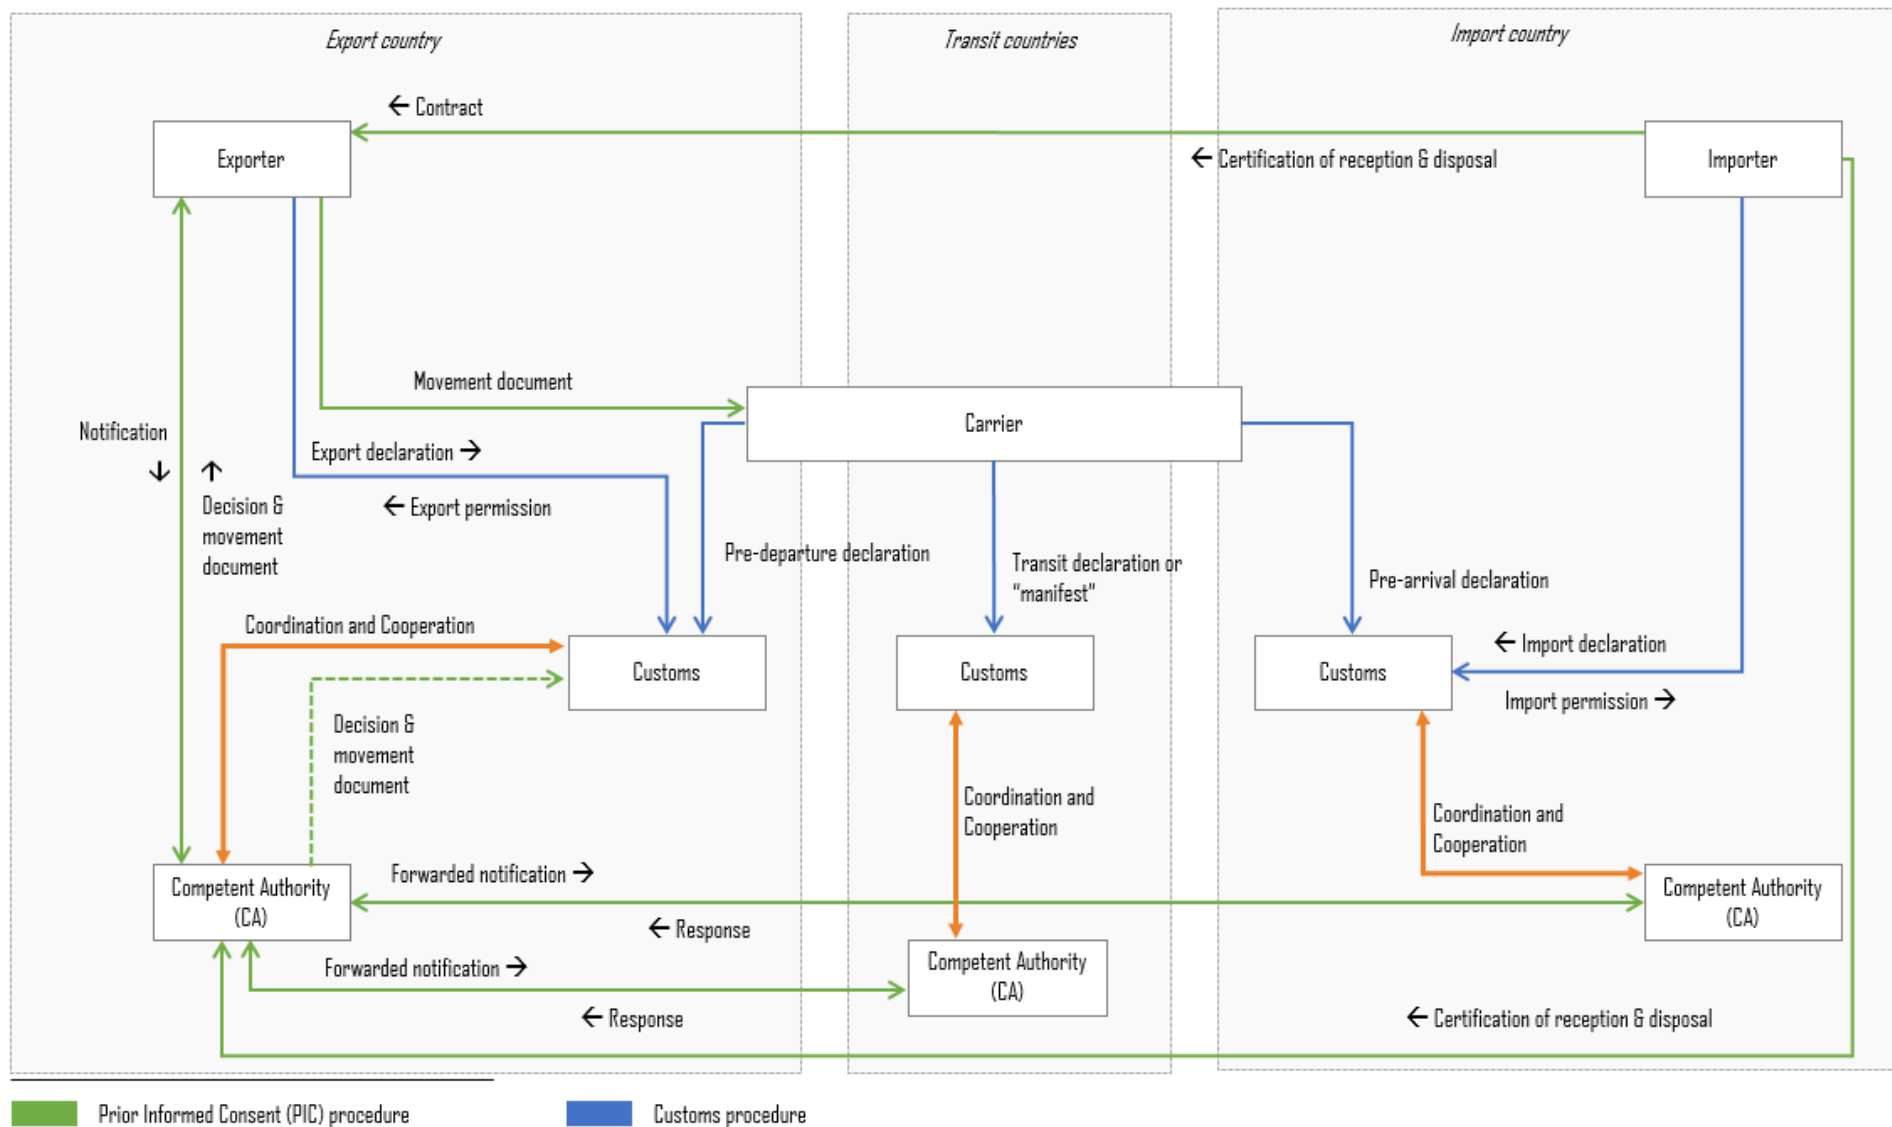 Export country
Transit countries
Import country
← Contract
Exporter
← Certification of reception & disposal
Importer
Movement document
Carrier
Notification
↓ ↑
Export declaration →
Decision &
movement
document
← Export permission
Pre-departure declaration
Transit declaration or
"manifest"
Pre-arrival declaration
Coordination and Cooperation
Customs
Customs
Customs
← Import declaration
Import permission →
Decision &
movement
document
Coordination and
Cooperation
Coordination and
Cooperation
Competent Authority
(CA)
Forwarded notification →
← Response
Competent Authority
(CA)
Forwarded notification →
← Response
Competent Authority
(CA)
← Certification of reception & disposal
Prior Informed Consent (PIC) procedure
Customs procedure